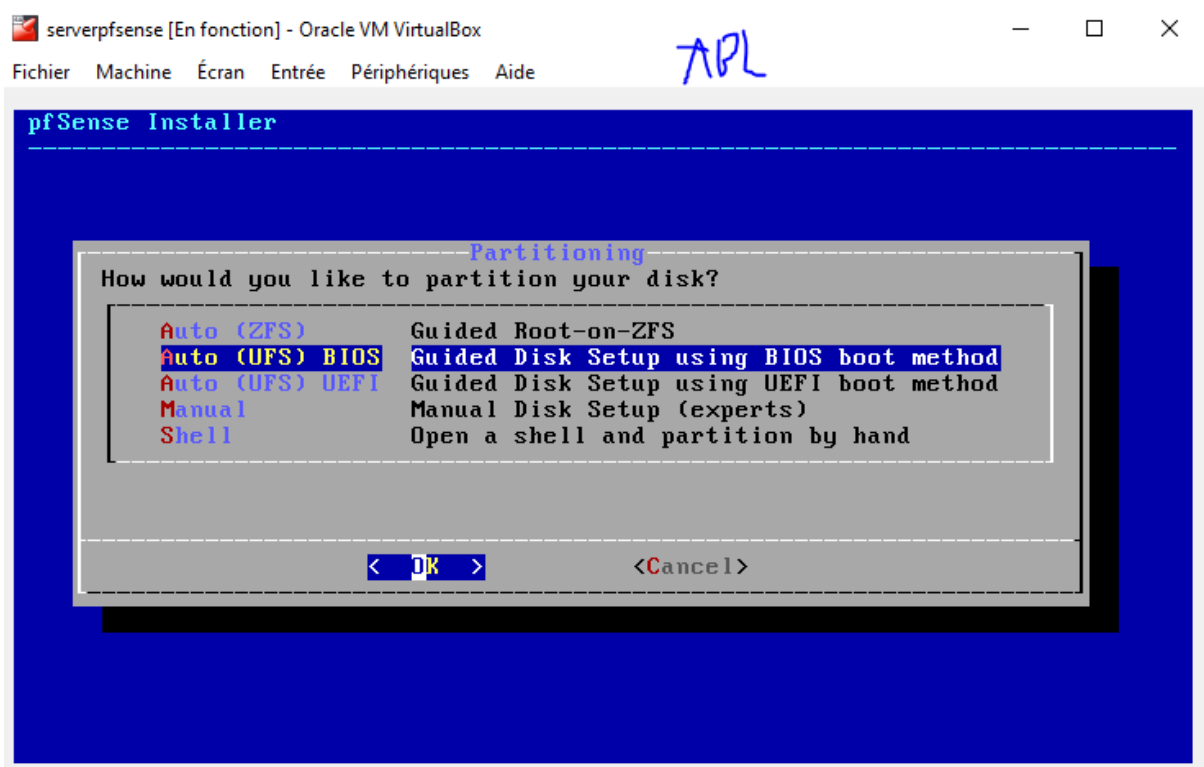 serverpfsense [En fonction] - Oracle VM VirtualBox
Fichier Machine Écran Entrée Périphériques Aide
pfSense Installer
Partitioning
How would you like to partition your disk?
Auto (ZFS) Guided Root-on-ZFS
Auto (UFS) BIOS Guided Disk Setup using BIOS boot method
Auto (UFS) UEFI Guided Disk Setup using UEFI boot method
Manual Manual Disk Setup (experts)
Shell Open a shell and partition by hand
< OK > <Cancel>